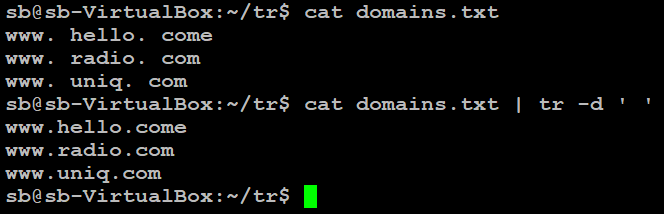 sb@sb-VirtualBox:~/tr$ cat domains.txt
www. hello. come
www. radio. com
www. uniq. com
sb@sb-VirtualBox:~/tr$ cat domains.txt | tr -d ' '
www.hello.come
www.radio.com
www.uniq.com
sb@sb-VirtualBox:~/tr$